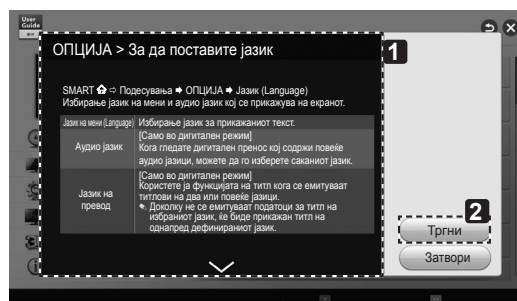 User
Guide
ОПЦИЈА > За да поставите јазик
1
SMART ⇨ Подесувања ➡ ОПЦИЈА ➡ Јазик (Language)
Избирање јазик на мени и аудио јазик кој се прикажува на екранот.
Јазик на мени (Language) Избирање јазик за прикажаниот текст.
Аудио јазик
[Само во дигитален режим]
Кога гледате дигитален пренос кој содржи повеќе
аудио јазици, можете да го изберете саканиот јазик.
Јазик на
превод
[Само во дигитален режим]
Користете ја функцијата на титл кога се емитуваат
титлови на два или повеќе јазици.
Доколку не се емитуваат податоци за титл на
избраниот јазик, ќе биде прикажан титл на
однапред дефинираниот јазик.
2
Тргни
Затвори